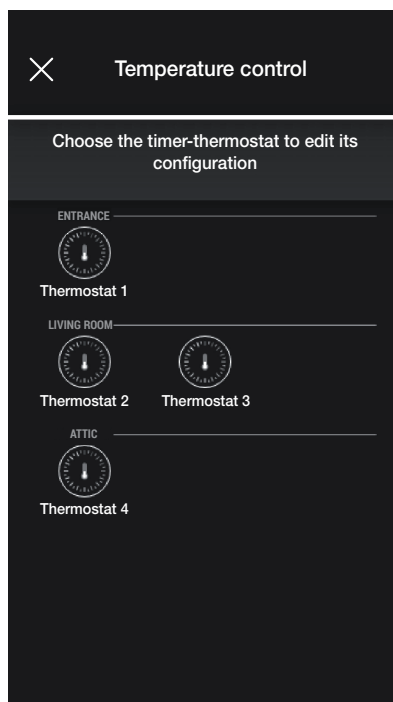 Temperature control
Choose the timer-thermostat to edit its
configuration
ENTRANCE
Thermostat 1
LIVING ROOM
Thermostat 2 Thermostat 3
ATTIC
Thermostat 4